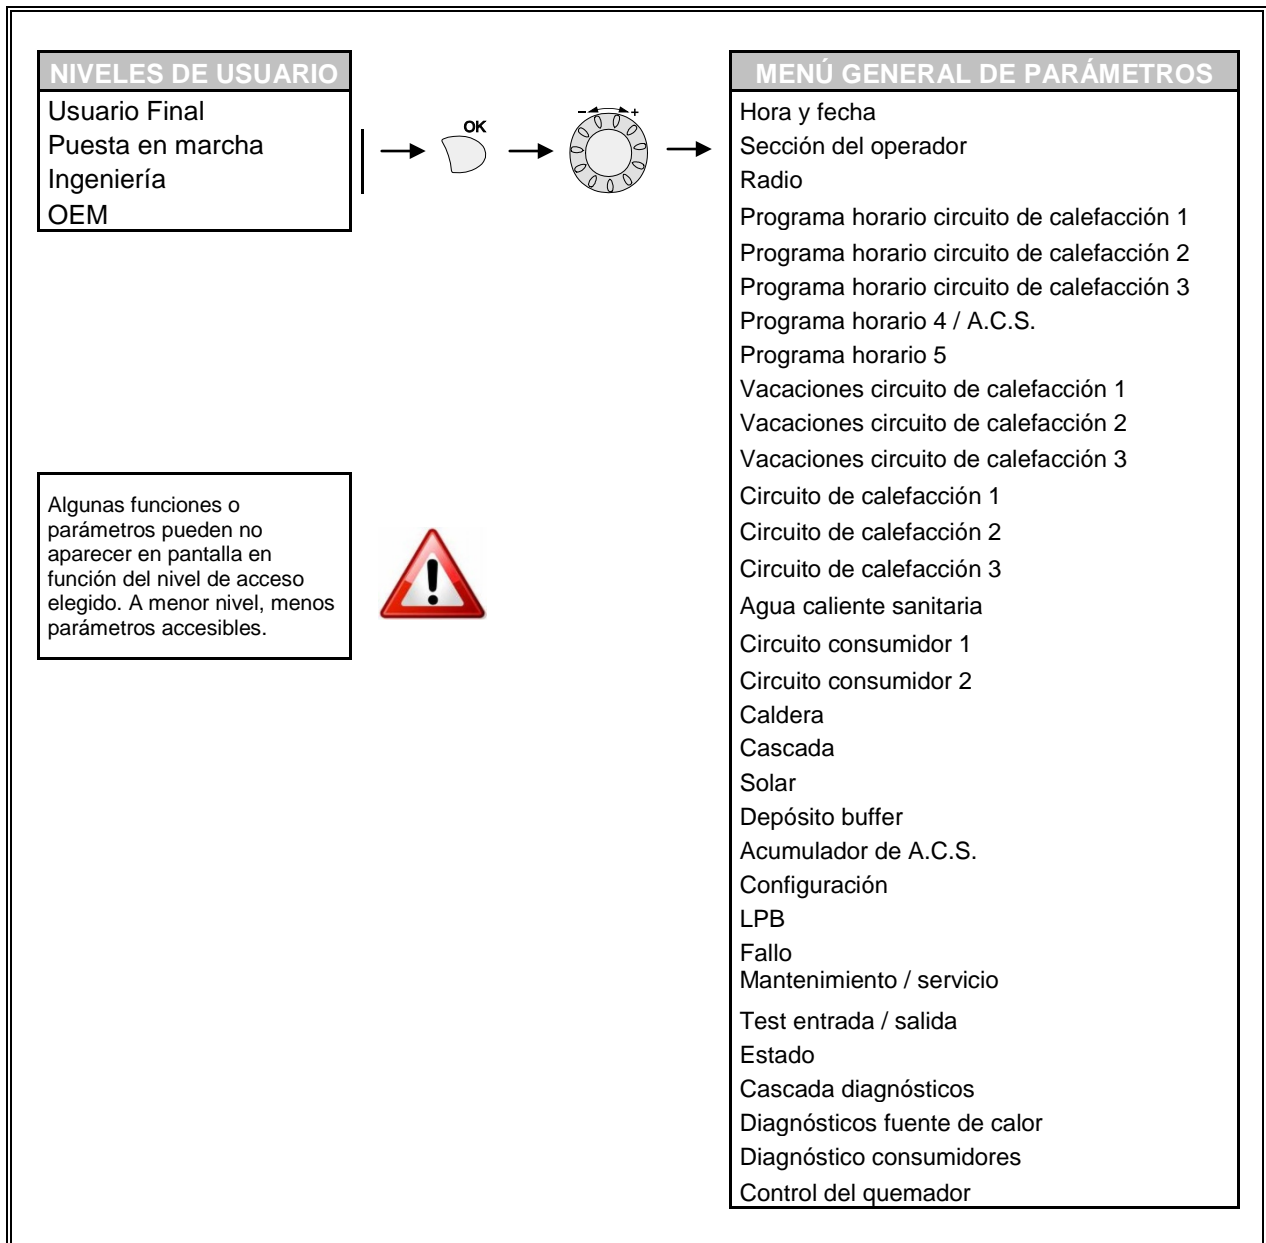 NIVELES DE USUARIO
Usuario Final
Puesta en marcha
Ingeniería
OEM
OK
- +
Algunas funciones o
parámetros pueden no
aparecer en pantalla en
función del nivel de acceso
elegido. A menor nivel, menos
parámetros accesibles.
MENÚ GENERAL DE PARÁMETROS
Hora y fecha
Sección del operador
Radio
Programa horario circuito de calefacción 1
Programa horario circuito de calefacción 2
Programa horario circuito de calefacción 3
Programa horario 4 / A.C.S.
Programa horario 5
Vacaciones circuito de calefacción 1
Vacaciones circuito de calefacción 2
Vacaciones circuito de calefacción 3
Circuito de calefacción 1
Circuito de calefacción 2
Circuito de calefacción 3
Agua caliente sanitaria
Circuito consumidor 1
Circuito consumidor 2
Caldera
Cascada
Solar
Depósito buffer
Acumulador de A.C.S.
Configuración
LPB
Fallo
Mantenimiento / servicio
Test entrada / salida
Estado
Cascada diagnósticos
Diagnósticos fuente de calor
Diagnóstico consumidores
Control del quemador